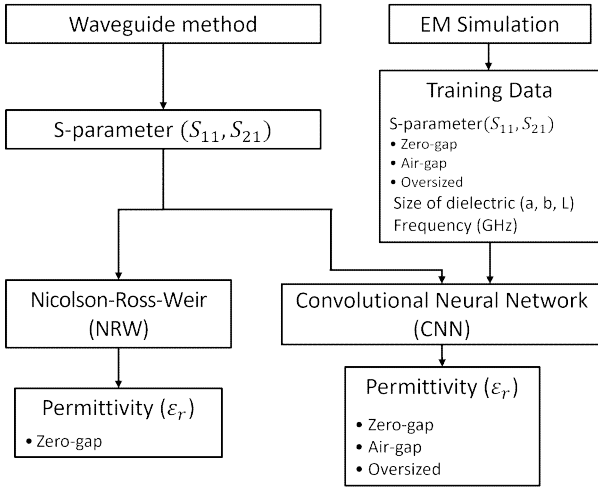 Waveguide method
EM Simulation
S-parameter (S₁₁, S₂₁)
Training Data
S-parameter(S₁₁, S₂₁)
• Zero-gap
• Air-gap
• Oversized
Size of dielectric (a, b, L)
Frequency (GHz)
Nicolson-Ross-Weir
(NRW)
Convolutional Neural Network
(CNN)
Permittivity (εᵣ)
• Zero-gap
Permittivity (εᵣ)
• Zero-gap
• Air-gap
• Oversized